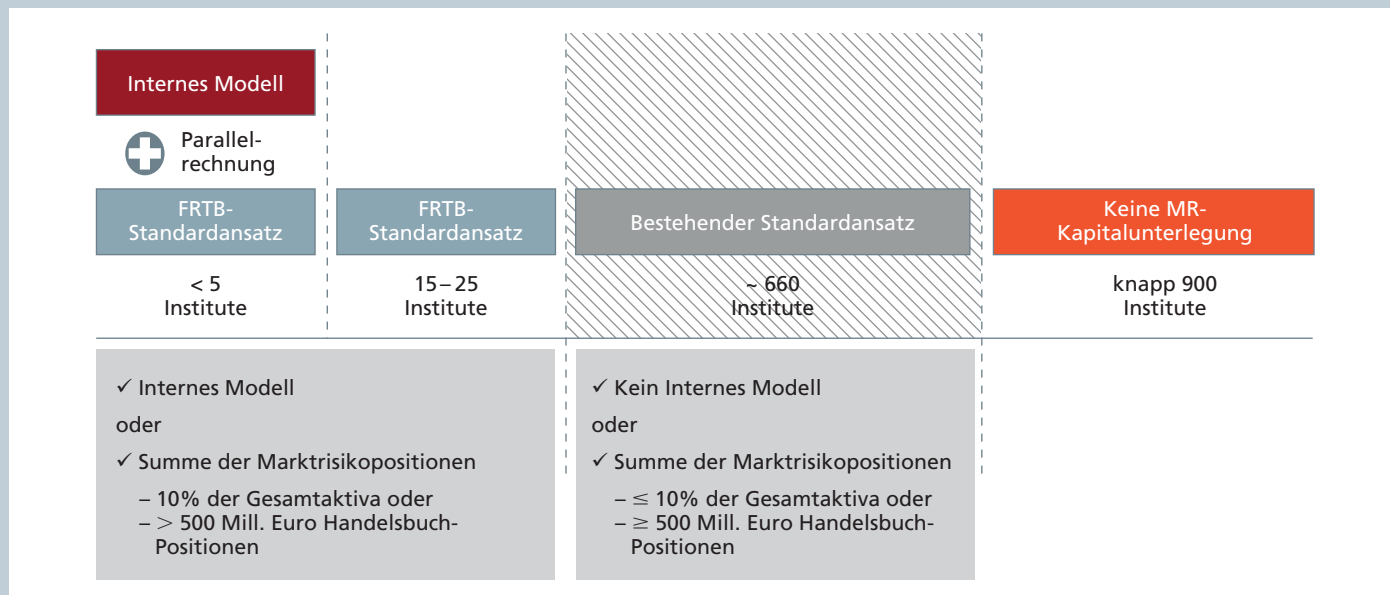 Internes Modell
Parallel-
rechnung
FRTB-
Standardansatz
FRTB-
Standardansatz
Bestehender Standardansatz
Keine MR-
Kapitalunterlegung
< 5
Institute
15–25
Institute
~ 660
Institute
knapp 900
Institute
✓ Internes Modell
oder
✓ Summe der Marktrisikopositionen
– 10% der Gesamtaktiva oder
– > 500 Mill. Euro Handelsbuch-
Positionen
✓ Kein Internes Modell
oder
✓ Summe der Marktrisikopositionen
– ≤ 10% der Gesamtaktiva oder
– ≥ 500 Mill. Euro Handelsbuch-
Positionen